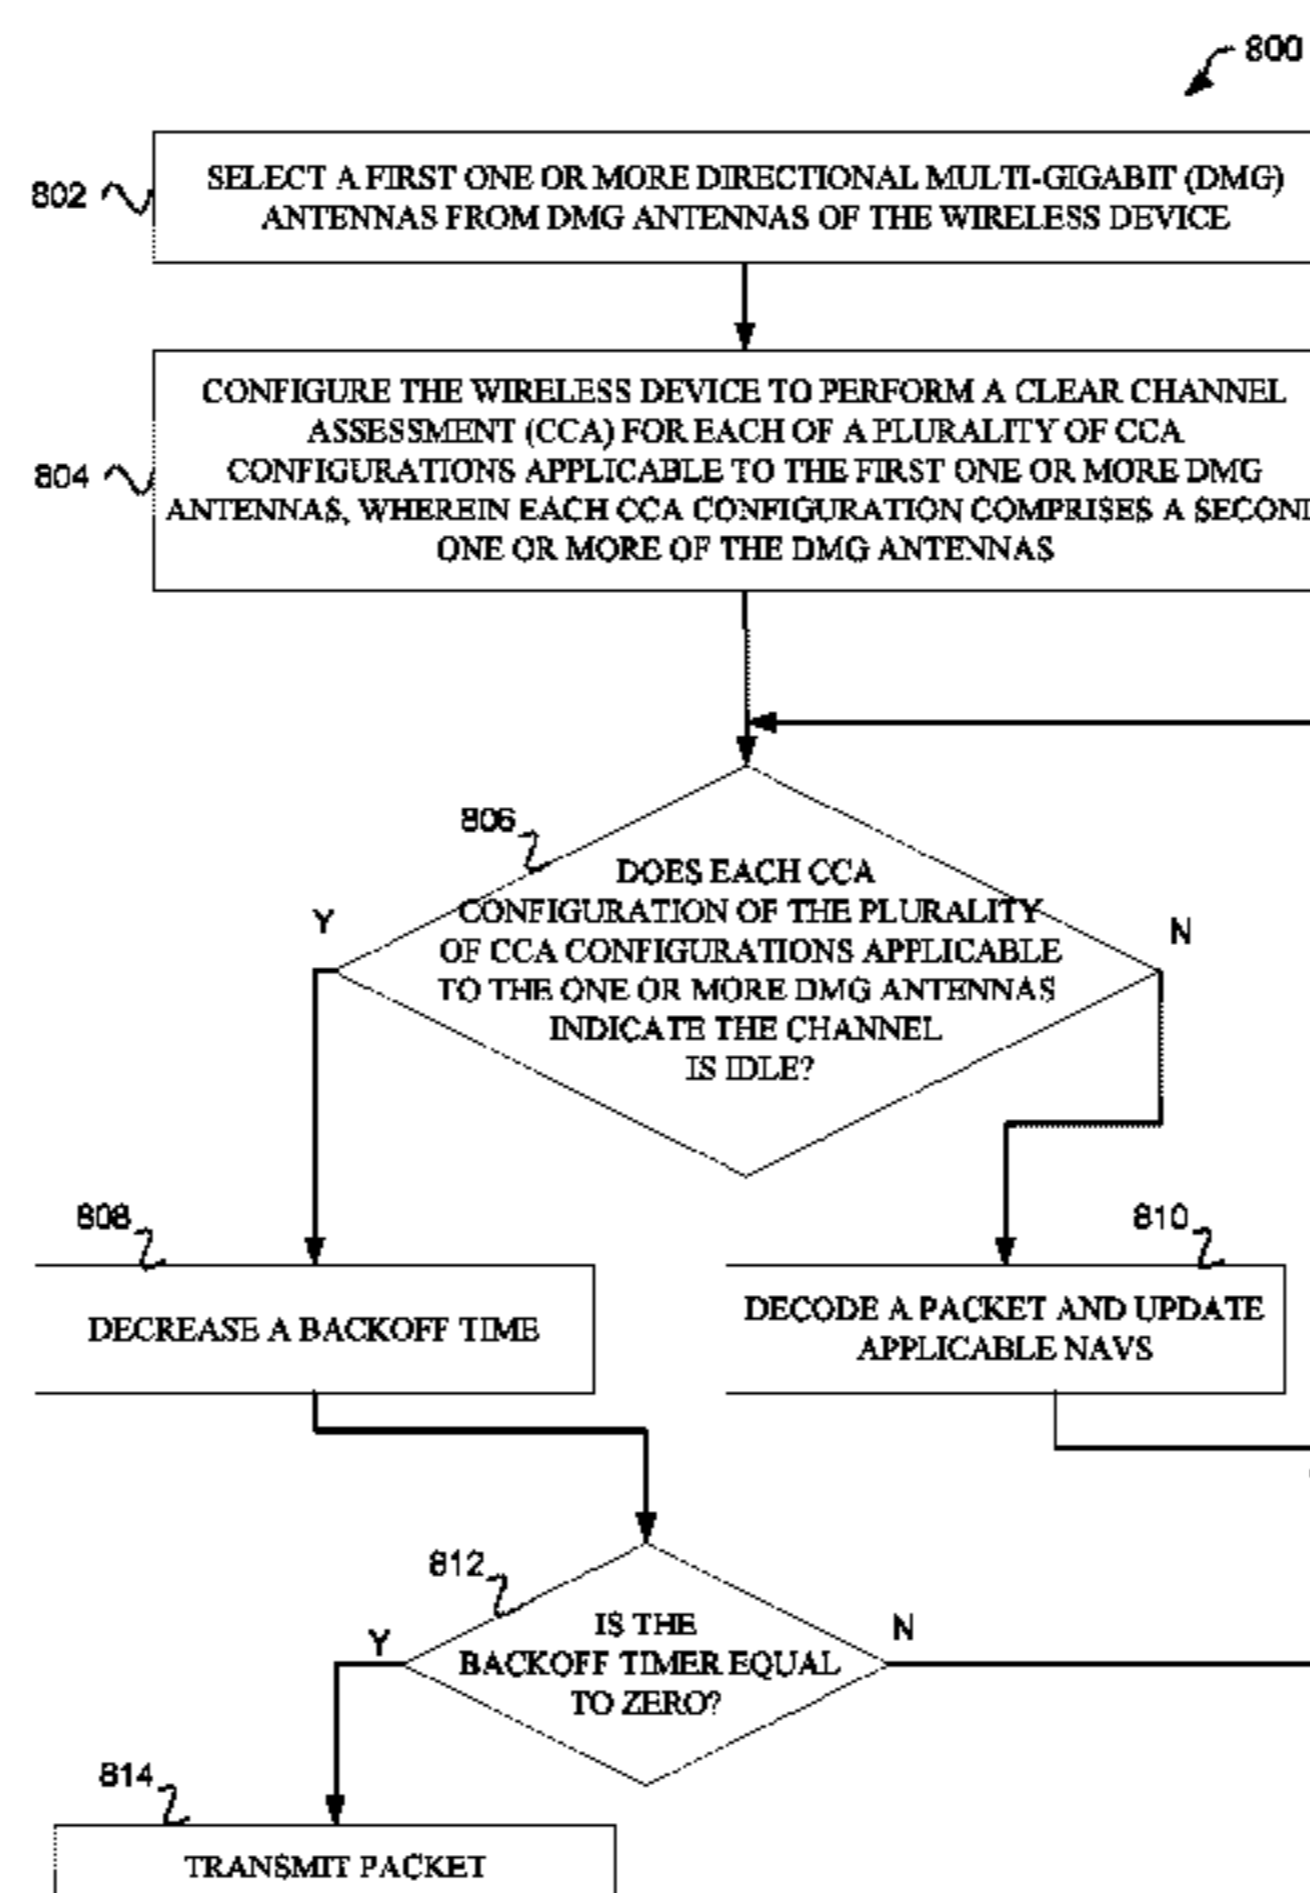 800
802
SELECT A FIRST ONE OR MORE DIRECTIONAL MULTI-GIGABIT (DMG)
ANTENNAS FROM DMG ANTENNAS OF THE WIRELESS DEVICE
804
CONFIGURE THE WIRELESS DEVICE TO PERFORM A CLEAR CHANNEL
ASSESSMENT (CCA) FOR EACH OF A PLURALITY OF CCA
CONFIGURATIONS APPLICABLE TO THE FIRST ONE OR MORE DMG
ANTENNAS, WHEREIN EACH CCA CONFIGURATION COMPRISES A SECOND
ONE OR MORE OF THE DMG ANTENNAS
806
DOES EACH CCA
CONFIGURATION OF THE PLURALITY
OF CCA CONFIGURATIONS APPLICABLE
TO THE ONE OR MORE DMG ANTENNAS
INDICATE THE CHANNEL
IS IDLE?
Y
N
808
DECREASE A BACKOFF TIME
810
DECODE A PACKET AND UPDATE
APPLICABLE NAVS
812
IS THE
BACKOFF TIMER EQUAL
TO ZERO?
Y
N
814
TRANSMIT PACKET